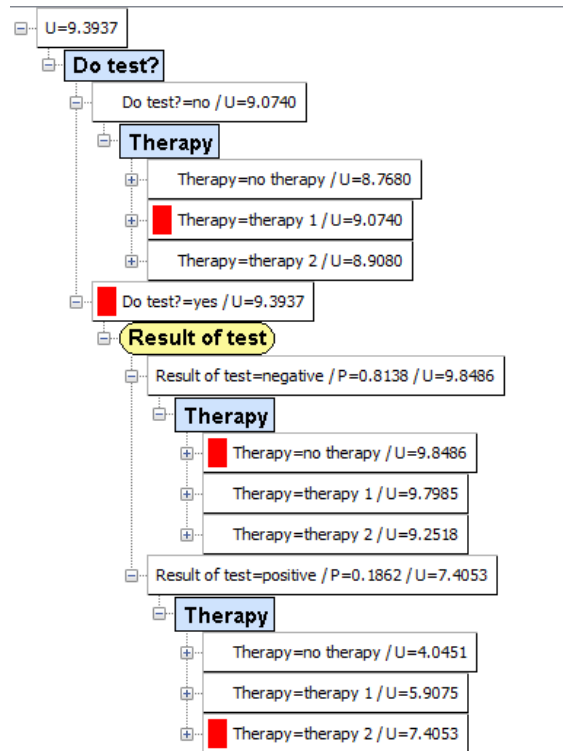 U=9.3937
Do test?
Do test?=no / U=9.0740
Therapy
Therapy=no therapy / U=8.7680
Therapy=therapy 1 / U=9.0740
Therapy=therapy 2 / U=8.9080
Do test?=yes / U=9.3937
Result of test
Result of test=negative / P=0.8138 / U=9.8486
Therapy
Therapy=no therapy / U=9.8486
Therapy=therapy 1 / U=9.7985
Therapy=therapy 2 / U=9.2518
Result of test=positive / P=0.1862 / U=7.4053
Therapy
Therapy=no therapy / U=4.0451
Therapy=therapy 1 / U=5.9075
Therapy=therapy 2 / U=7.4053